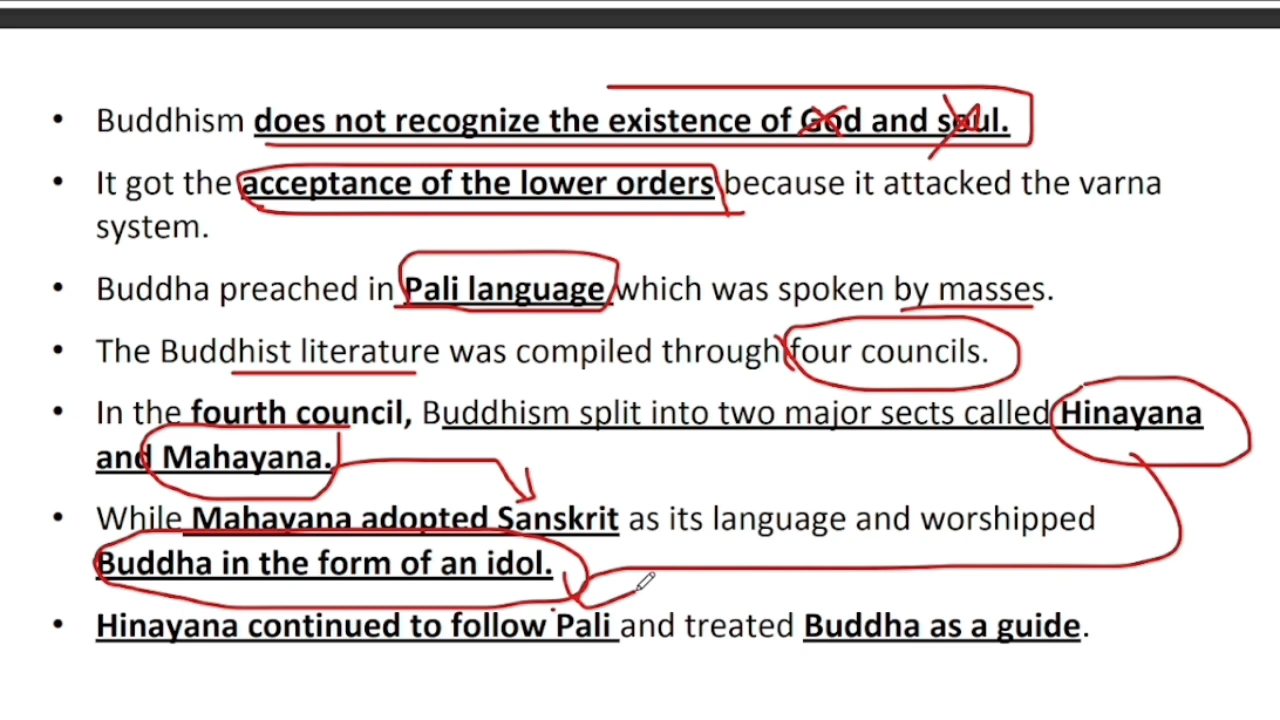 • Buddhism does not recognize the existence of God and soul.
• It got the acceptance of the lower orders because it attacked the varna
system.
• Buddha preached in Pali language which was spoken by masses.
• The Buddhist literature was compiled through four councils.
• In the fourth council, Buddhism split into two major sects called Hinayana
and Mahayana.
• While Mahayana adopted Sanskrit as its language and worshipped
Buddha in the form of an idol.
• Hinayana continued to follow Pali and treated Buddha as a guide.